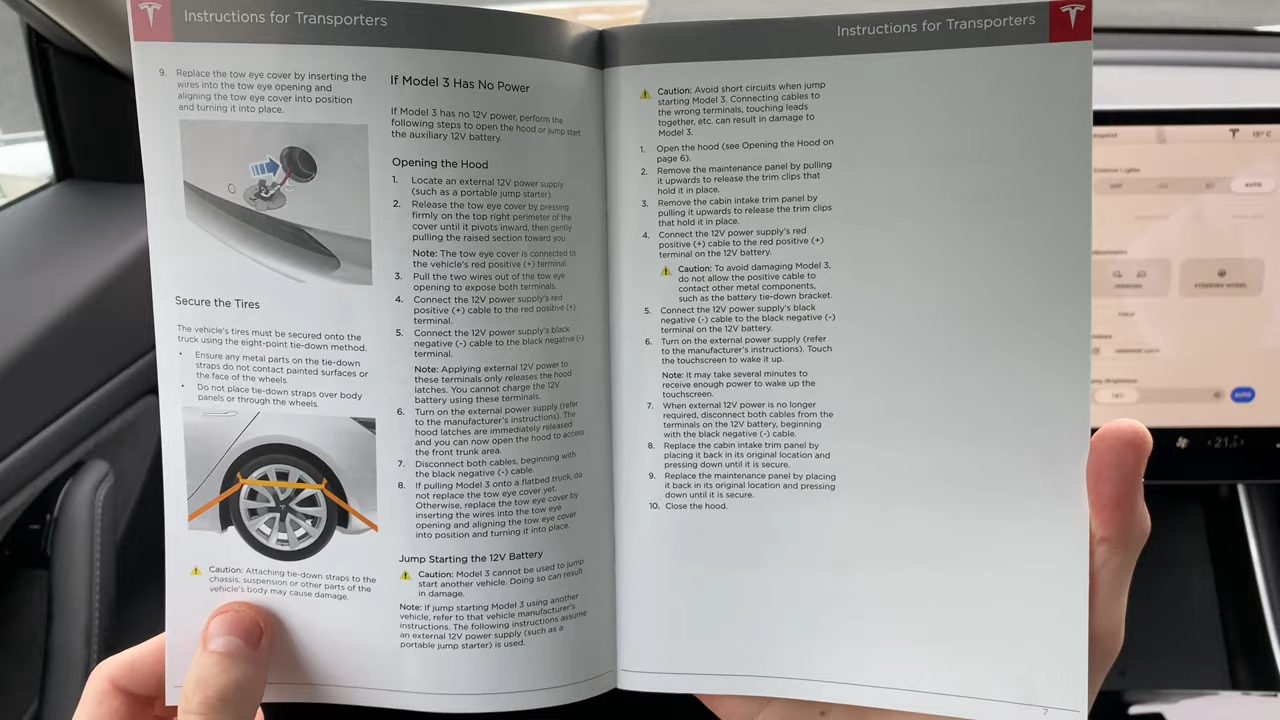 Instructions for Transporters
9. Replace the tow eye cover by inserting the
wires into the tow eye opening and
aligning the tow eye cover into position
and turning it into place.
Secure the Tires
The vehicle's tires must be secured onto the
truck using the eight-point tie-down method.
• Ensure any metal parts on the tie-down
straps do not contact painted surfaces or
the face of the wheels.
• Do not place tie-down straps over body
panels or through the wheels.
Caution: Attaching tie-down straps to the
chassis, suspension or other parts of the
vehicle's body may cause damage.
If Model 3 Has No Power
If Model 3 has no 12V power, perform the
following steps to open the hood or jump start
the auxiliary 12V battery.
Opening the Hood
1. Locate an external 12V power supply
(such as a portable jump starter).
2. Release the tow eye cover by pressing
firmly on the top right perimeter of the
cover until it pivots inward, then gently
pulling the raised section toward you.
Note: The tow eye cover is connected to
the vehicle's red positive (+) terminal.
3. Pull the two wires out of the tow eye
opening to expose both terminals.
4. Connect the 12V power supply's red
positive (+) cable to the red positive (+)
terminal.
5. Connect the 12V power supply's black
negative (-) cable to the black negative (-)
terminal.
Note: Applying external 12V power to
these terminals only releases the hood
latches. You cannot charge the 12V
battery using these terminals.
6. Turn on the external power supply (refer
to the manufacturer's instructions). The
hood latches are immediately released
and you can now open the hood to access
the front trunk area.
7. Disconnect both cables, beginning with
the black negative (-) cable.
8. If pulling Model 3 onto a flatbed truck, do
not replace the tow eye cover yet.
Otherwise, replace the tow eye cover by
inserting the wires into the tow eye
opening and aligning the tow eye cover
into position and turning it into place.
Jump Starting the 12V Battery
Caution: Model 3 cannot be used to jump
start another vehicle. Doing so can result
in damage.
Note: If jump starting Model 3 using another
vehicle, refer to that vehicle manufacturer's
instructions. The following instructions assume
an external 12V power supply (such as a
portable jump starter) is used.
Instructions for Transporters
Caution: Avoid short circuits when jump
starting Model 3. Connecting cables to
the wrong terminals, touching leads
together, etc. can result in damage to
Model 3.
1. Open the hood (see Opening the Hood on
page 6).
2. Remove the maintenance panel by pulling
it upwards to release the trim clips that
hold it in place.
3. Remove the cabin intake trim panel by
pulling it upwards to release the trim clips
that hold it in place.
4. Connect the 12V power supply's red
positive (+) cable to the red positive (+)
terminal on the 12V battery.
Caution: To avoid damaging Model 3,
do not allow the positive cable to
contact other metal components,
such as the battery tie-down bracket.
5. Connect the 12V power supply's black
negative (-) cable to the black negative (-)
terminal on the 12V battery.
6. Turn on the external power supply (refer
to the manufacturer's instructions). Touch
the touchscreen to wake it up.
Note: It may take several minutes to
receive enough power to wake up the
touchscreen.
7. When external 12V power is no longer
required, disconnect both cables from the
terminals on the 12V battery, beginning
with the black negative (-) cable.
8. Replace the cabin intake trim panel by
placing it back in its original location and
pressing down until it is secure.
9. Replace the maintenance panel by placing
it back in its original location and pressing
down until it is secure.
10. Close the hood.
7
15°C
Exterior Lights
OFF
AUTO
STEERING WHEEL
AUTO
21